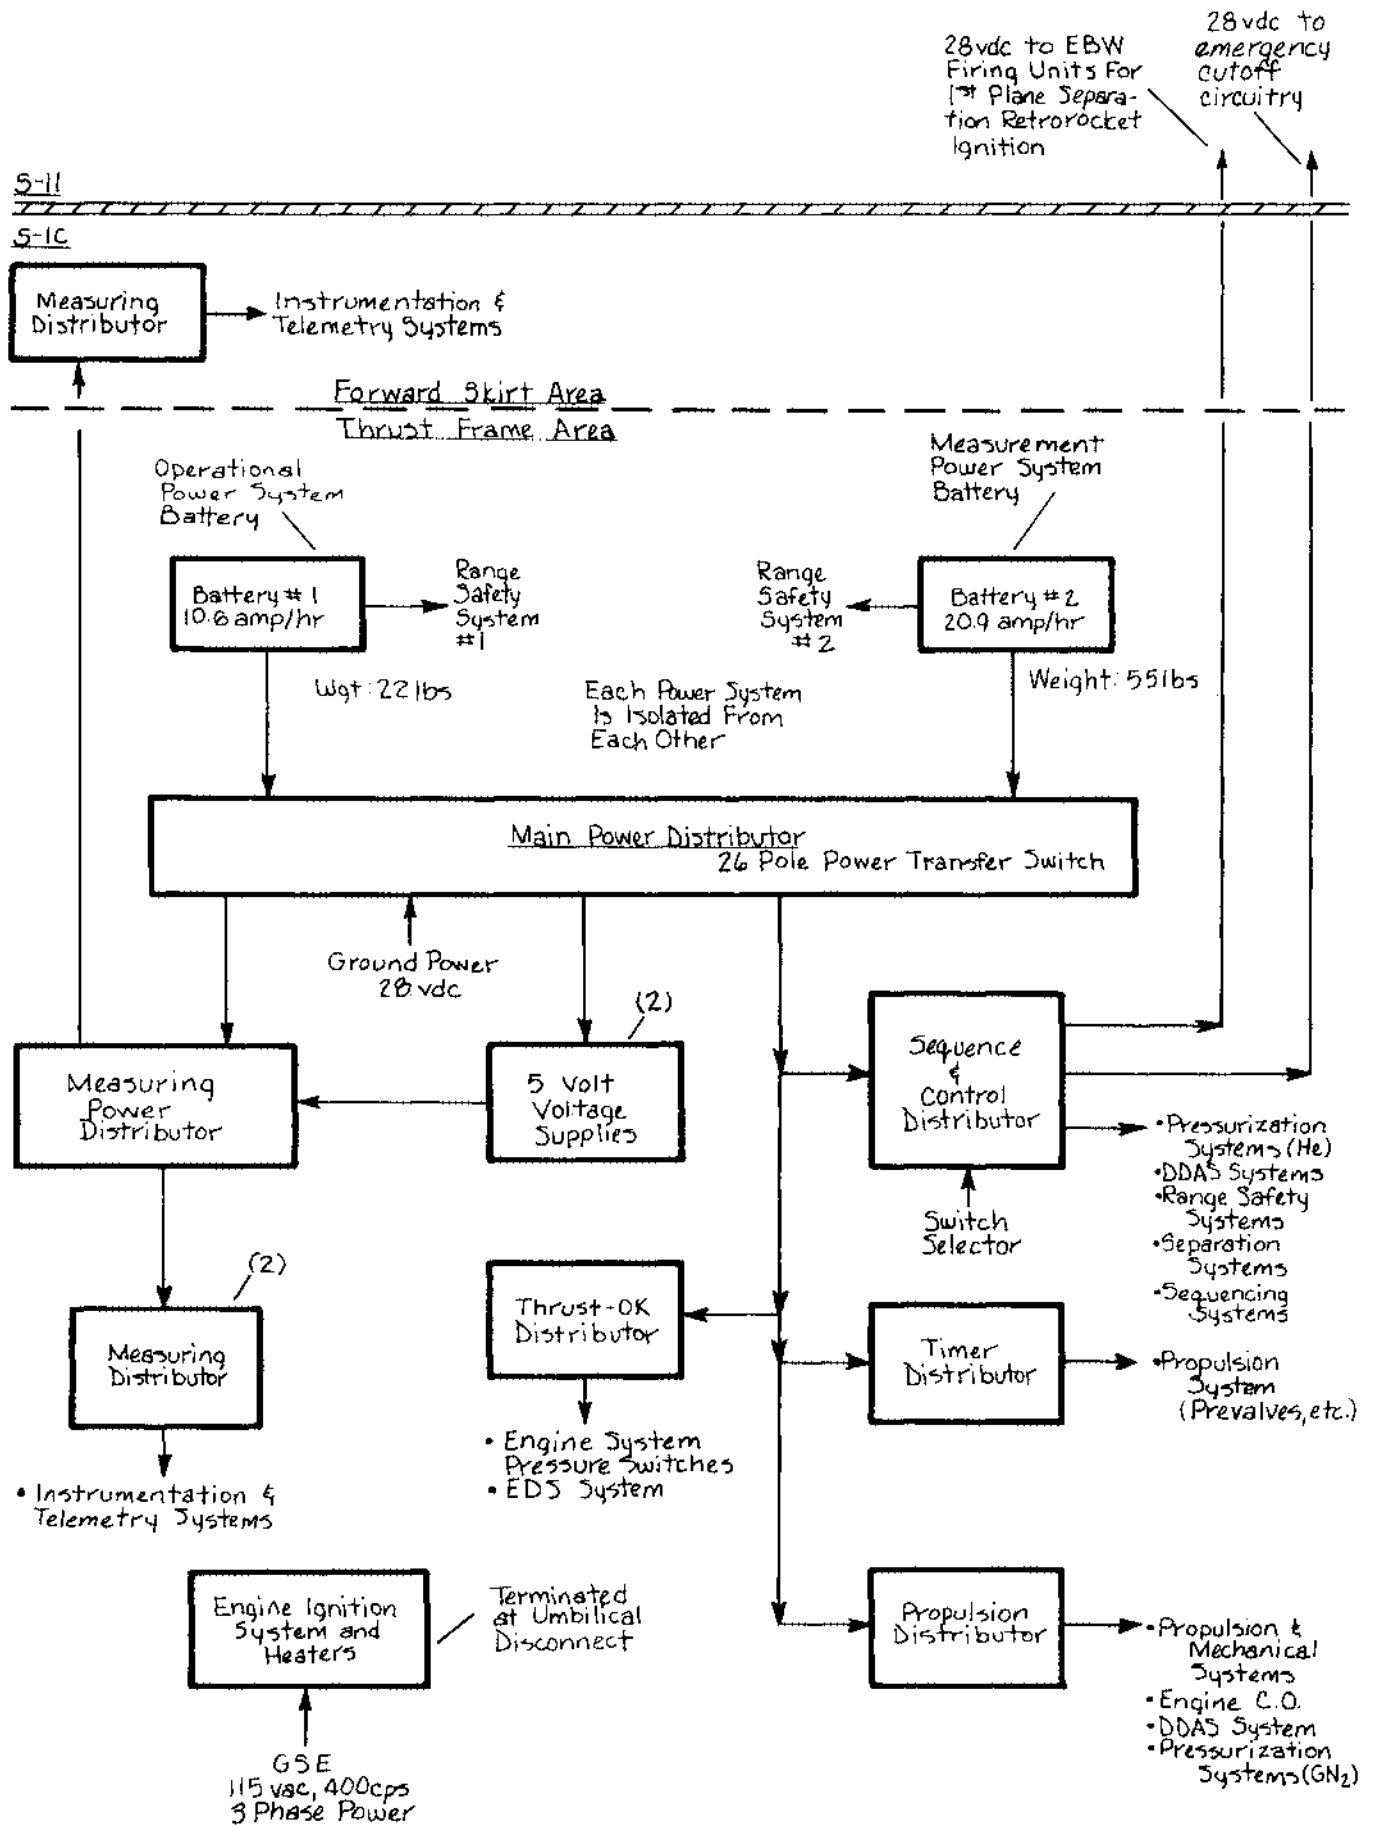 28vdc to
emergency
cutoff
circuitry
28vdc to EBW
Firing Units For
1st Plane Separa-
tion Retrorocket
Ignition
S-11
S-1C
Measuring
Distributor
Instrumentation &
Telemetry Systems
Forward Skirt Area
Thrust Frame Area
Operational
Power System
Battery
Measurement
Power System
Battery
Battery # 1
10.6 amp/hr
Range
Safety
System
#1
Range
Safety
System
#2
Battery #2
20.9 amp/hr
Wgt: 22 lbs
Each Power System
Is Isolated From
Each Other
Weight: 55lbs
Main Power Distributor
26 Pole Power Transfer Switch
Ground Power
28 vdc
(2)
Measuring
Power
Distributor
5 Volt
Voltage
Supplies
Sequence
&
Control
Distributor
Switch
Selector
•Pressurization
Systems (He)
•DDAS Systems
•Range Safety
Systems
•Separation
Systems
•Sequencing
Systems
(2)
Measuring
Distributor
• Instrumentation &
Telemetry Systems
Thrust-OK
Distributor
• Engine System
Pressure Switches
• EDS System
Timer
Distributor
•Propulsion
System
(Prevalves, etc.)
Engine Ignition
System and
Heaters
Terminated
at Umbilical
Disconnect
GSE
115 vac, 400cps
3 Phase Power
Propulsion
Distributor
•Propulsion &
Mechanical
Systems
•Engine C.O.
•DDAS System
•Pressurization
Systems (GN2)